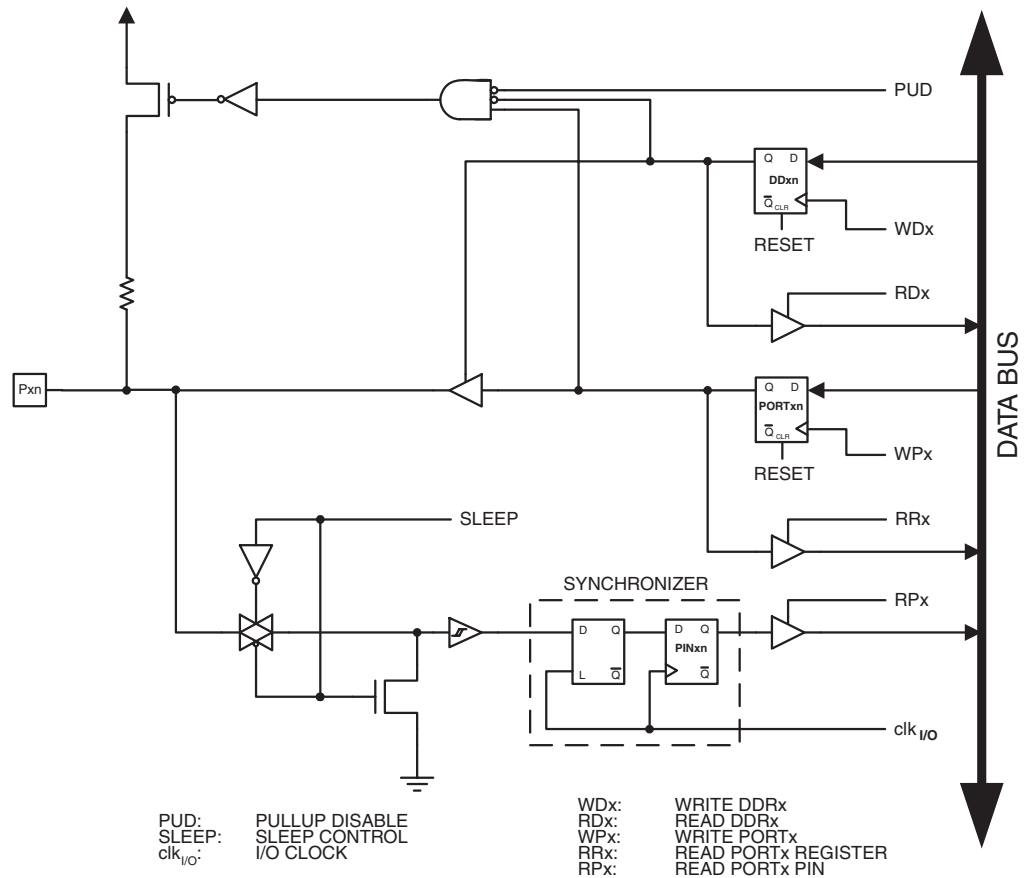 PUD
Q D
DDxn
Q CLR
WDx
RESET
RDx
Pxn
Q D
PORTxn
Q CLR
WPx
RESET
DATA BUS
SLEEP
RRx
SYNCHRONIZER
RPx
D Q
L Q
D Q
PINxn
Q
clk I/O
PUD: PULLUP DISABLE
SLEEP: SLEEP CONTROL
clkI/O: I/O CLOCK
WDx: WRITE DDRx
RDx: READ DDRx
WPx: WRITE PORTx
RRx: READ PORTx REGISTER
RPx: READ PORTx PIN